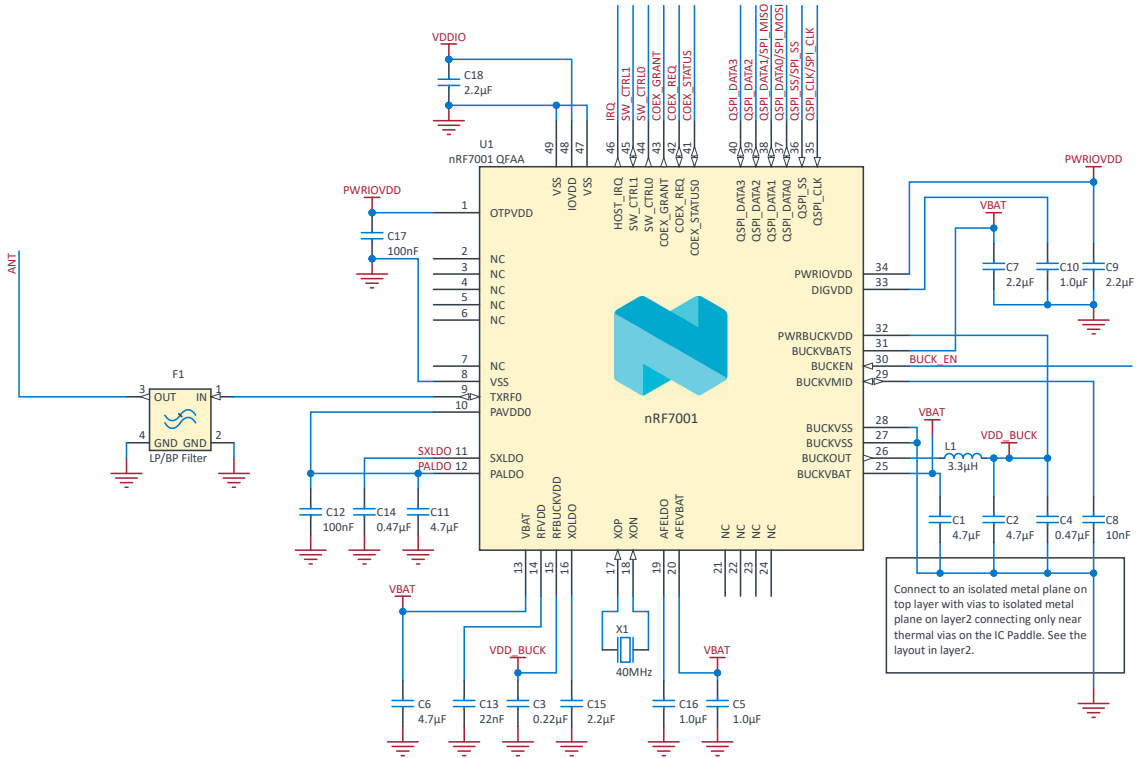 VDDIO
C18
2.2µF
IRQ
SW_CTRL1
SW_CTRL0
COEX_GRANT
COEX_REQ
COEX_STATUS
QSPI_DATA3
QSPI_DATA2
QSPI_DATA1/SPI_MISO
QSPI_DATA0/SPI_MOSI
QSPI_SS/SPI_SS
QSPI_CLK/SPI_CLK
49
48
47
46
45
44
43
42
41
40
39
38
37
36
35
U1
nRF7001 QFAA
VSS
IOVDD
VSS
HOST_IRQ
SW_CTRL1
SW_CTRL0
COEX_GRANT
COEX_REQ
COEX_STATUS0
QSPI_DATA3
QSPI_DATA2
QSPI_DATA1
QSPI_DATA0
QSPI_SS
QSPI_CLK
PWRIOVDD
C17
100nF
1 OTPVDD
2 NC
3 NC
4 NC
5 NC
6 NC
7 NC
8 VSS
9 TXRF0
10 PAVDD0
SXLDO 11 SXLDO
PALDO 12 PALDO
ANT
F1
3 OUT IN 1
4 GND GND 2
LP/BP Filter
C12
100nF
C14
0.47µF
C11
4.7µF
nRF7001
PWRIOVDD 34
DIGVDD 33
PWRBUCKVDD 32
BUCKVBATS 31
BUCKEN 30 BUCK_EN
BUCKVMID 29
BUCKVSS 28
BUCKVSS 27
BUCKOUT 26
BUCKVBAT 25
PWRIOVDD
VBAT
C7
2.2µF
C10
1.0µF
C9
2.2µF
VBAT
VDD_BUCK
L1
3.3µH
C1
4.7µF
C2
4.7µF
C4
0.47µF
C8
10nF
Connect to an isolated metal plane on
top layer with vias to isolated metal
plane on layer2 connecting only near
thermal vias on the IC Paddle. See the
layout in layer2.
VBAT
RFVDD
RFBUCKVDD
XOLDO
XOP
XON
AFELDO
AFEVBAT
NC
NC
NC
NC
13
14
15
16
17
18
19
20
21
22
23
24
VBAT
VDD_BUCK
X1
40MHz
VBAT
C6
4.7µF
C13
22nF
C3
0.22µF
C15
2.2µF
C16
1.0µF
C5
1.0µF